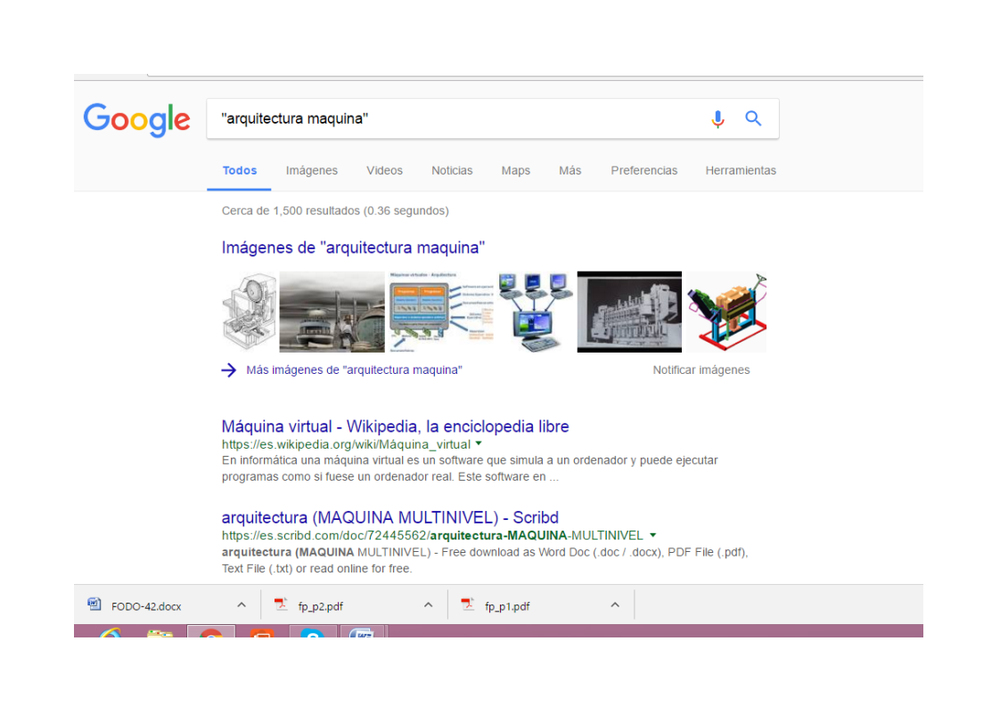 Google
"arquitectura maquina"
Todos Imágenes Videos Noticias Maps Más Preferencias Herramientas
Cerca de 1,500 resultados (0.36 segundos)
Imágenes de "arquitectura maquina"
Más imágenes de "arquitectura maquina" Notificar imágenes
Máquina virtual - Wikipedia, la enciclopedia libre
https://es.wikipedia.org/wiki/Máquina_virtual
En informática una máquina virtual es un software que simula a un ordenador y puede ejecutar
programas como si fuese un ordenador real. Este software en ...
arquitectura (MAQUINA MULTINIVEL) - Scribd
https://es.scribd.com/doc/72445562/arquitectura-MAQUINA-MULTINIVEL
arquitectura (MAQUINA MULTINIVEL) - Free download as Word Doc (.doc / .docx), PDF File (.pdf),
Text File (.txt) or read online for free.
FODO-42.docx fp_p2.pdf fp_p1.pdf